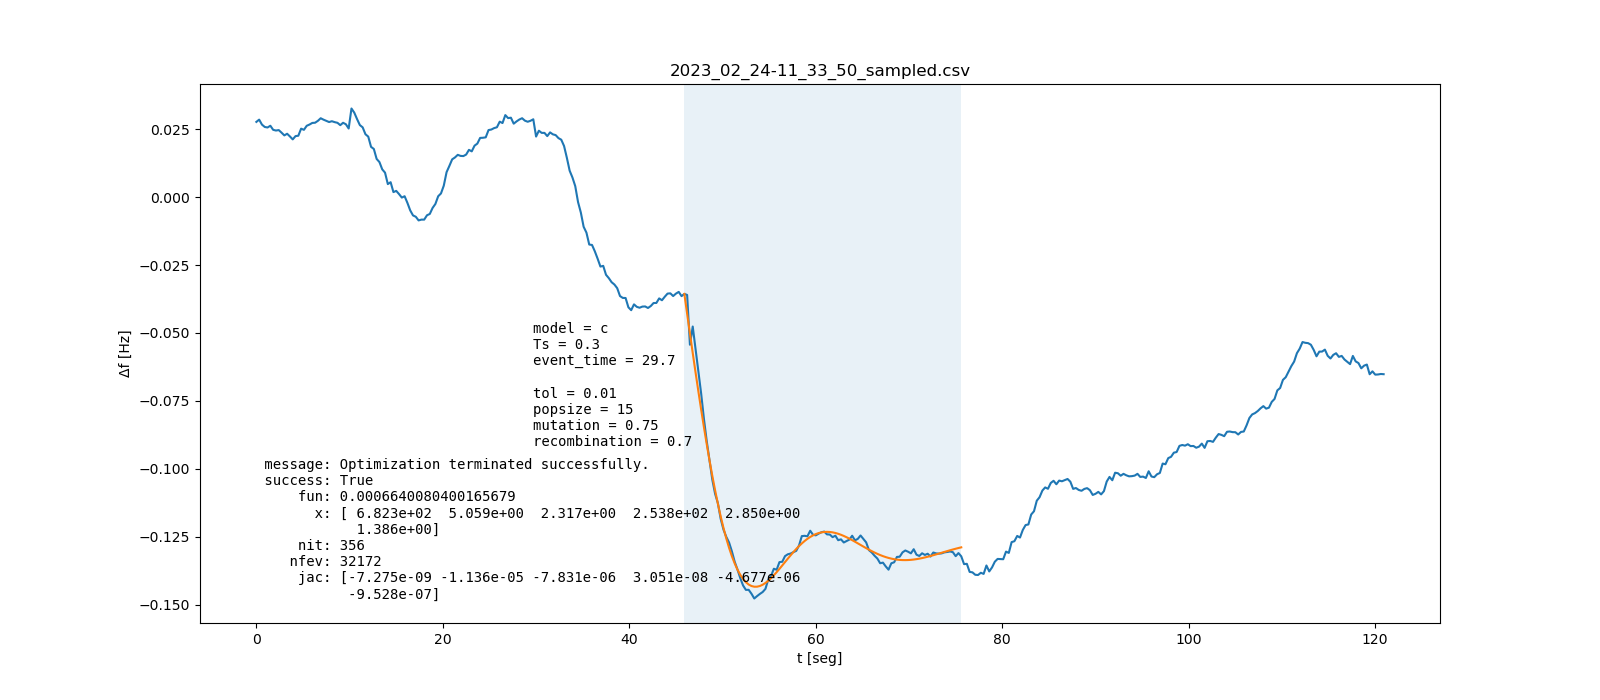 2023_02_24-11_33_50_sampled.csv
0.025
0.000
−0.025
−0.050
−0.075
−0.100
−0.125
−0.150
Δf [Hz]
model = c
Ts = 0.3
event_time = 29.7
tol = 0.01
popsize = 15
mutation = 0.75
recombination = 0.7
message: Optimization terminated successfully.
success: True
fun: 0.0006640080400165679
x: [ 6.823e+02 5.059e+00 2.317e+00 2.538e+02 2.850e+00
1.386e+00]
nit: 356
nfev: 32172
jac: [-7.275e-09 -1.136e-05 -7.831e-06 3.051e-08 -4.677e-06
-9.528e-07]
0 20 40 60 80 100 120
t [seg]